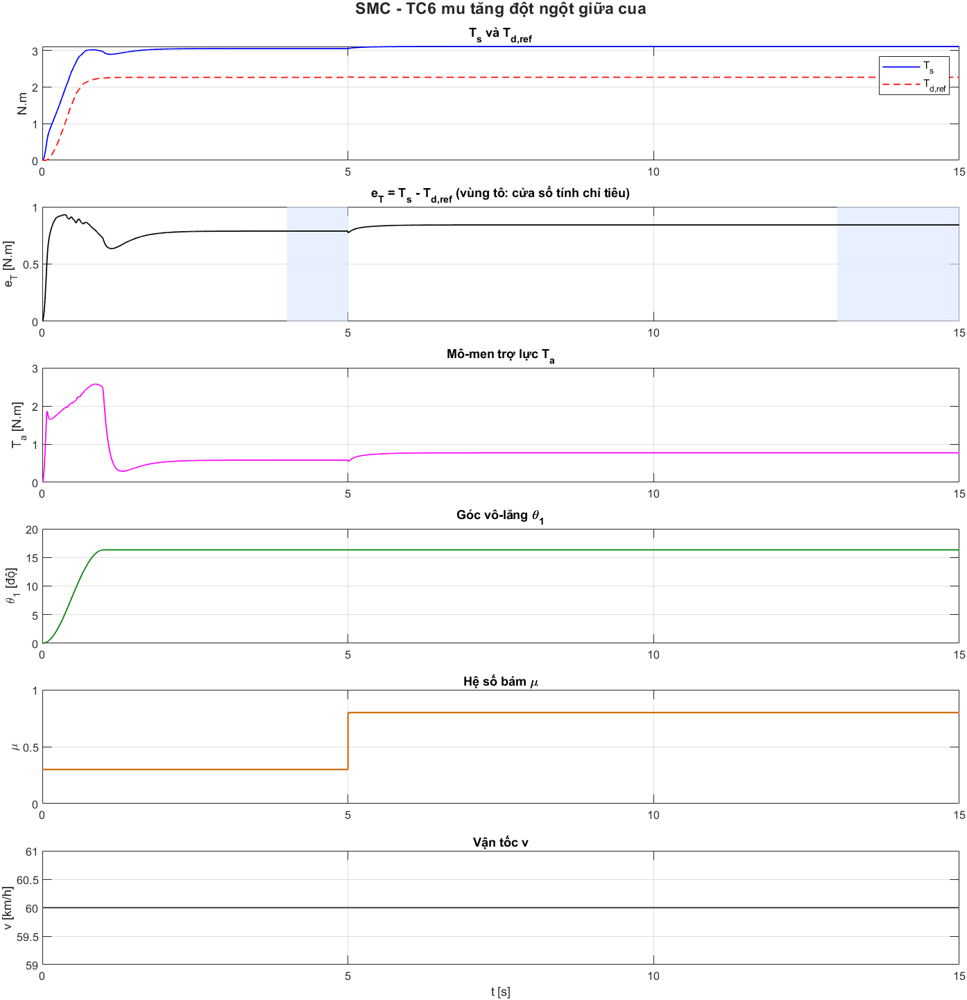 SMC - TC6 mu tăng đột ngột giữa cua
T_s và T_d,ref
N.m
3
2
1
0
0 5 10 15
T_s
T_d,ref
e_T = T_s - T_d,ref (vùng tô: cửa sổ tính chỉ tiêu)
e_T [N.m]
1
0.5
0
0 5 10 15
Mô-men trợ lực T_a
T_a [N.m]
3
2
1
0
0 5 10 15
Góc vô-lăng θ_1
θ_1 [độ]
20
15
10
5
0
0 5 10 15
Hệ số bám μ
μ
1
0.5
0
0 5 10 15
Vận tốc v
v [km/h]
61
60.5
60
59.5
59
0 5 10 15
t [s]